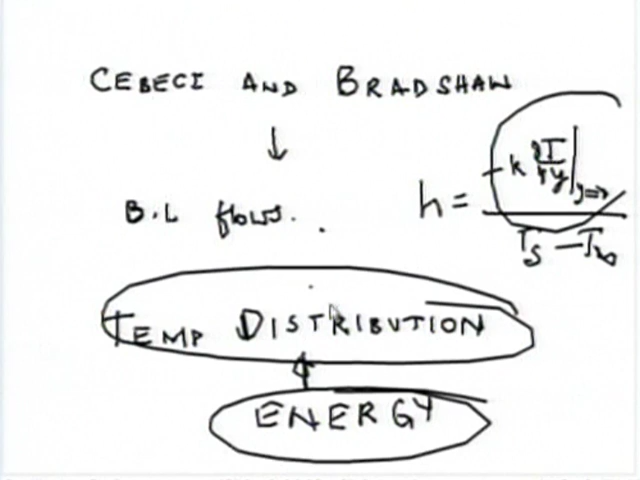 CEBECI AND BRADSHAW
↓
B.L flows.
h = -k ∂T/∂y|y=0 / Ts - T∞
TEMP DISTRIBUTION
ENERGY